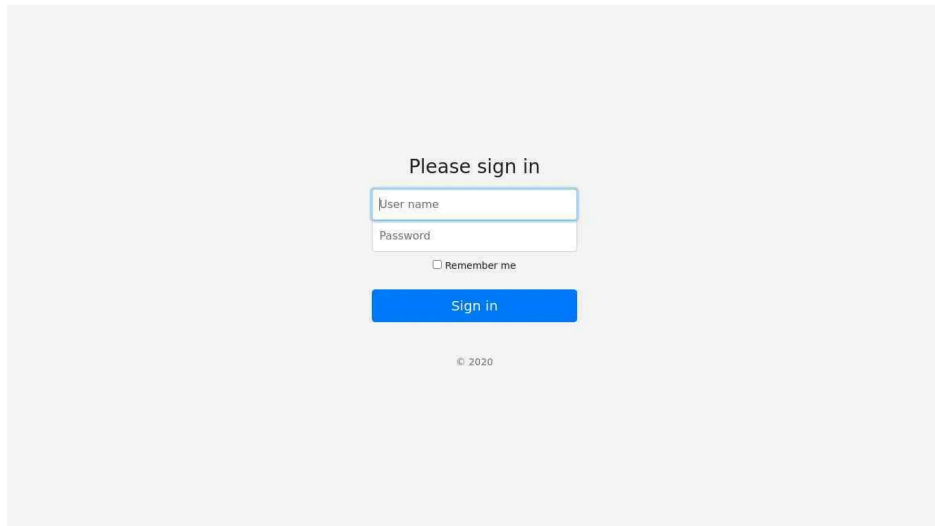 Please sign in
User name
Password
Remember me
Sign in
© 2020